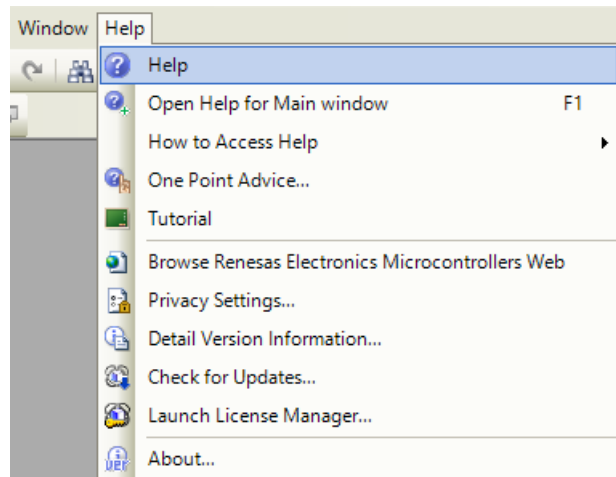 Window Help
Help
Open Help for Main window F1
How to Access Help
One Point Advice...
Tutorial
Browse Renesas Electronics Microcontrollers Web
Privacy Settings...
Detail Version Information...
Check for Updates...
Launch License Manager...
About...